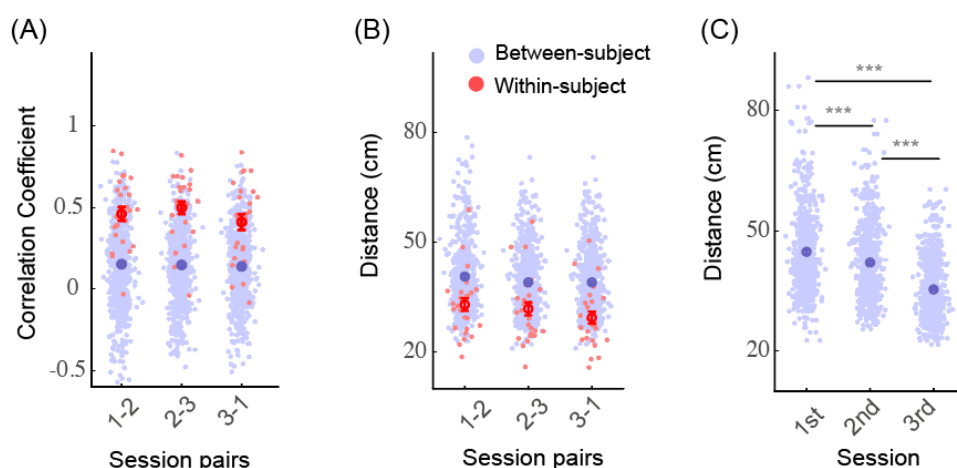 (A)
Correlation Coefficient
1
0.5
0
-0.5
1-2
2-3
3-1
Session pairs
(B)
Between-subject
Within-subject
Distance (cm)
80
50
20
1-2
2-3
3-1
Session pairs
(C)
***
***
***
Distance (cm)
80
50
20
1st
2nd
3rd
Session